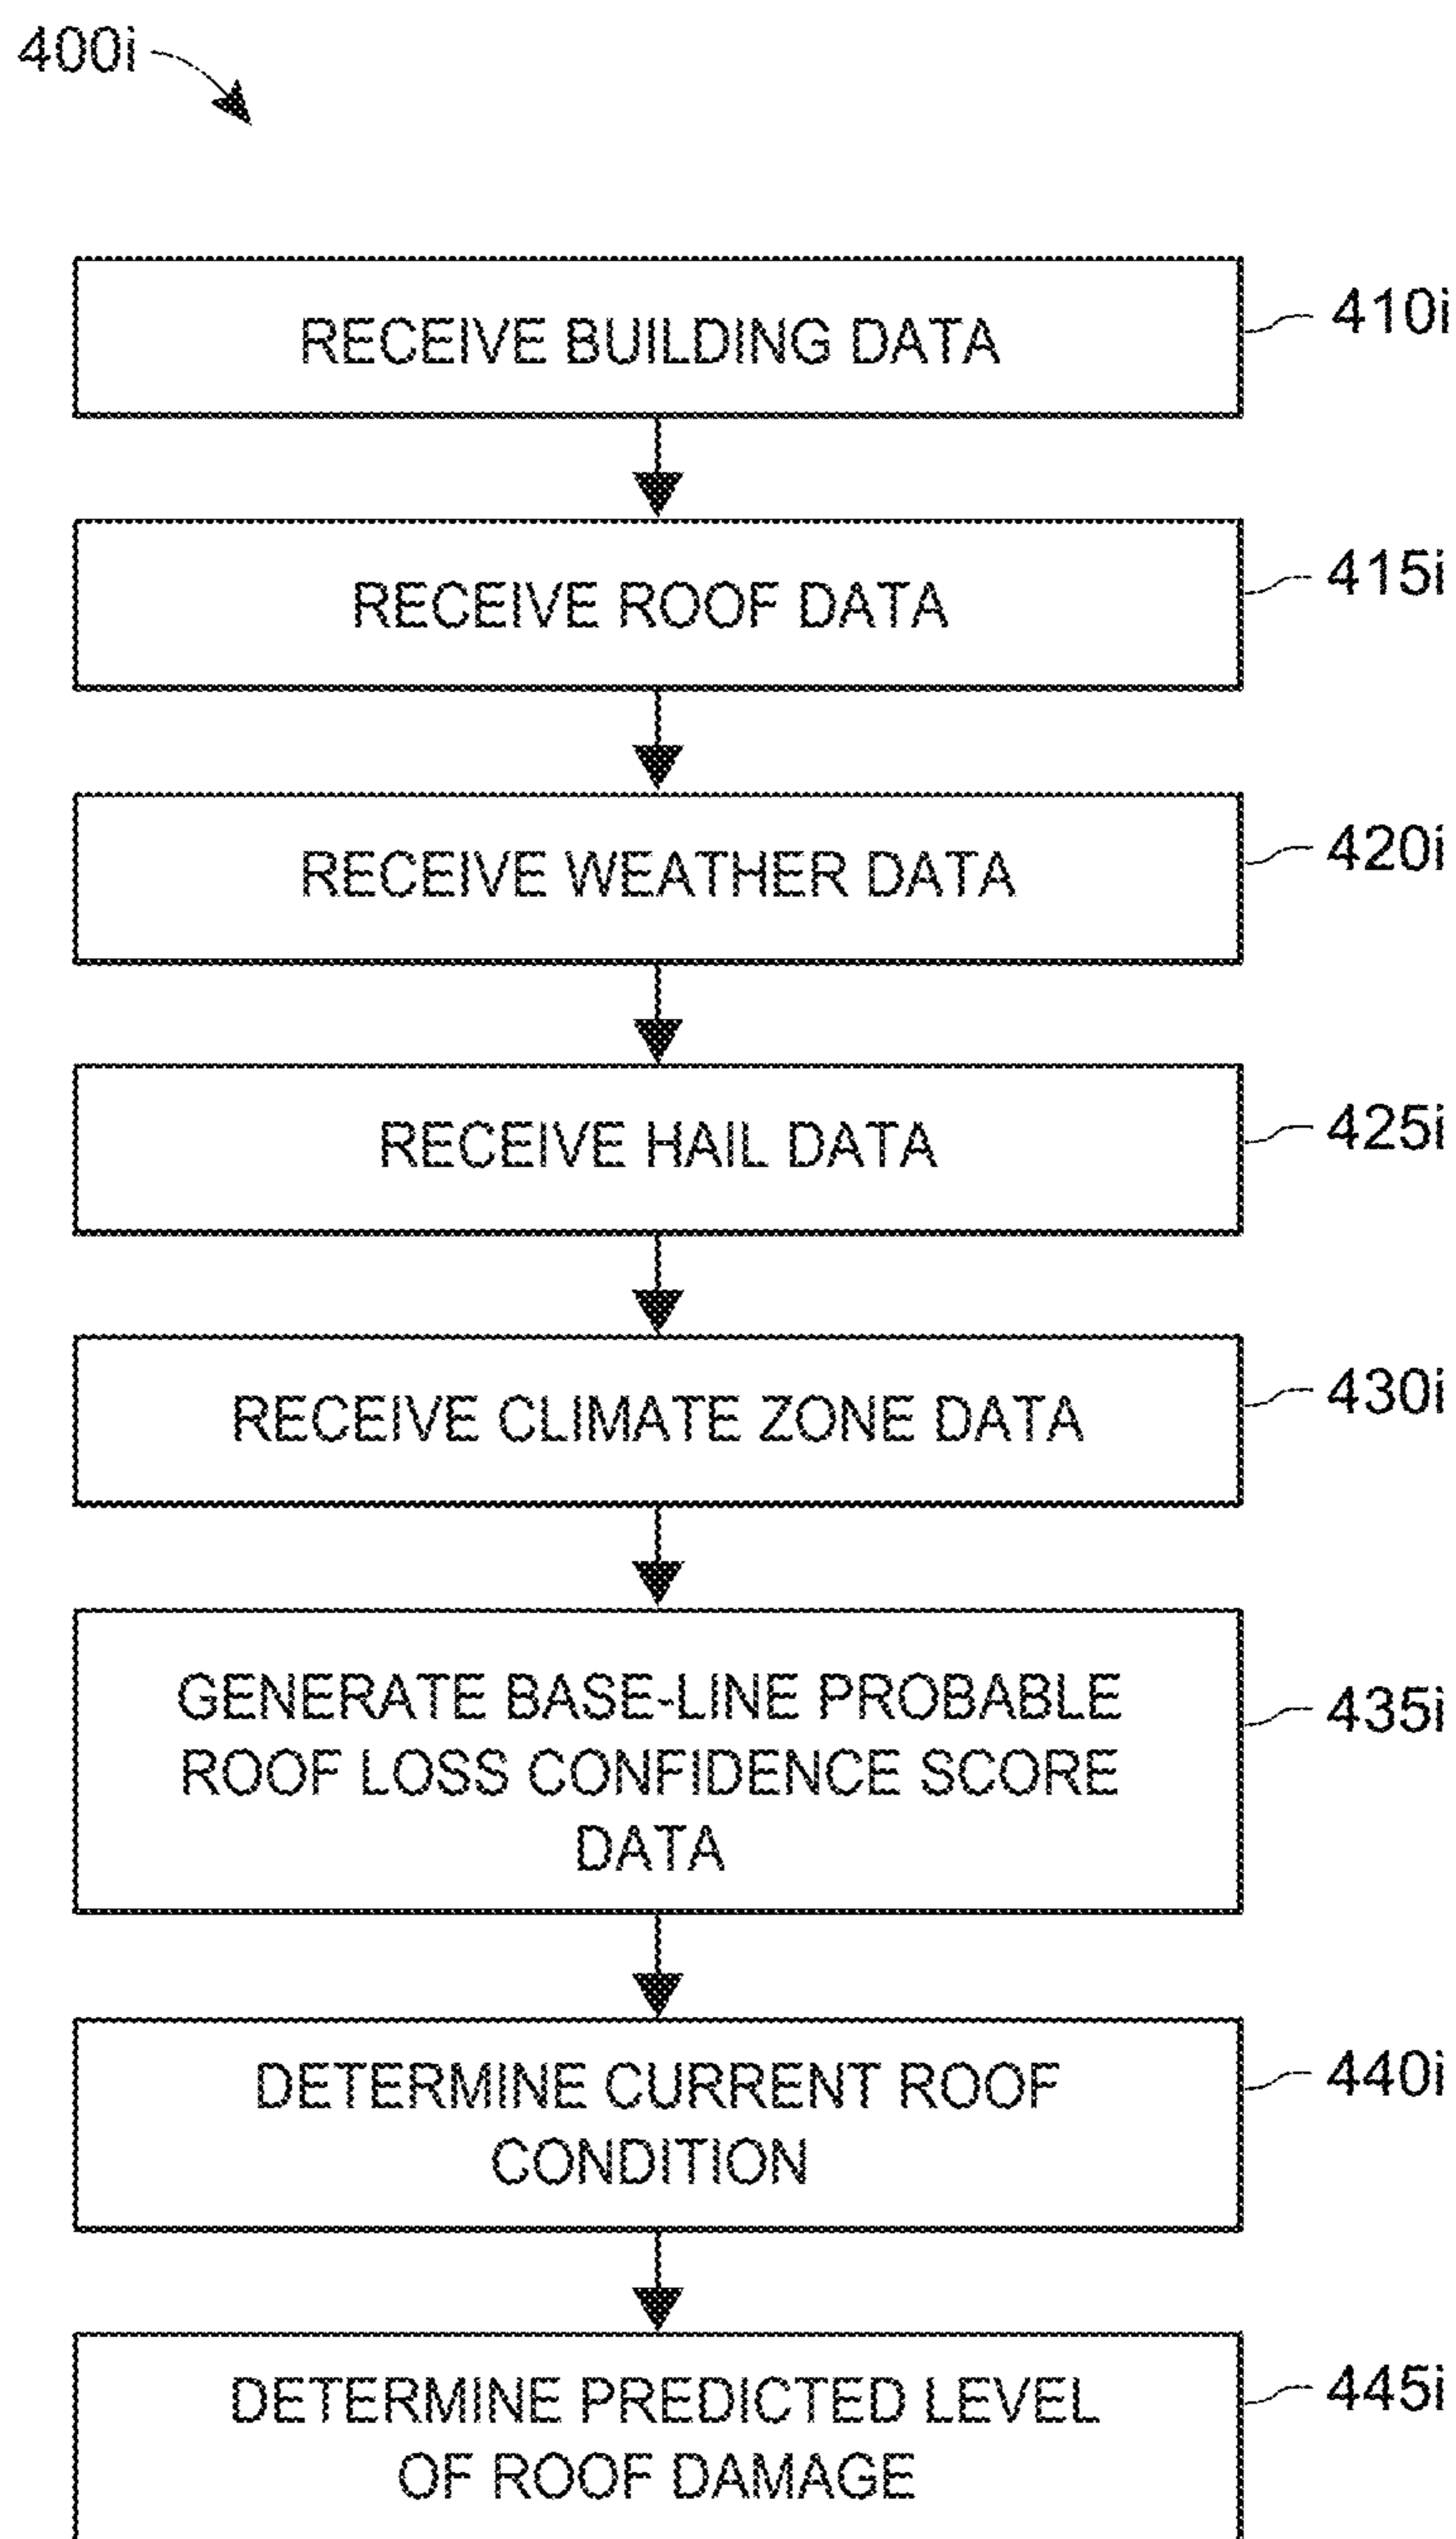 400i
RECEIVE BUILDING DATA
410i
RECEIVE ROOF DATA
415i
RECEIVE WEATHER DATA
420i
RECEIVE HAIL DATA
425i
RECEIVE CLIMATE ZONE DATA
430i
GENERATE BASE-LINE PROBABLE
ROOF LOSS CONFIDENCE SCORE
DATA
435i
DETERMINE CURRENT ROOF
CONDITION
440i
DETERMINE PREDICTED LEVEL
OF ROOF DAMAGE
445i